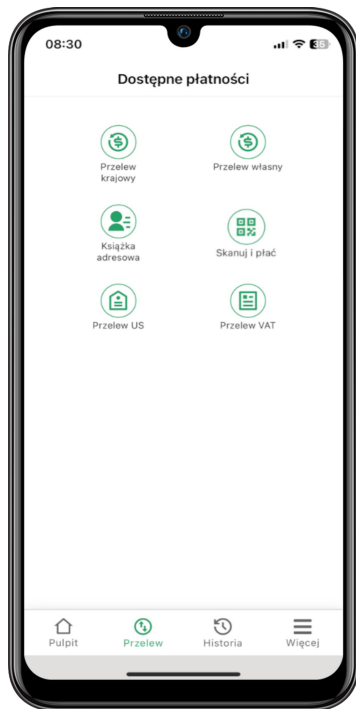 08:30
35
Dostępne płatności
Przelew
krajowy
Przelew własny
Książka
adresowa
Skanuj i płać
Przelew US
Przelew VAT
Pulpit
Przelew
Historia
Więcej